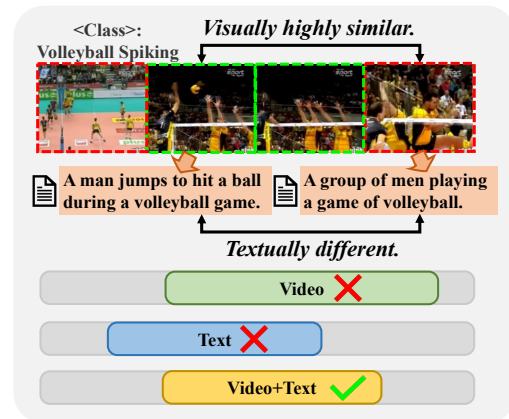 <Class>:
Volleyball Spiking
Visually highly similar.
A man jumps to hit a ball
during a volleyball game.
A group of men playing
a game of volleyball.
Textually different.
Video
Text
Video+Text